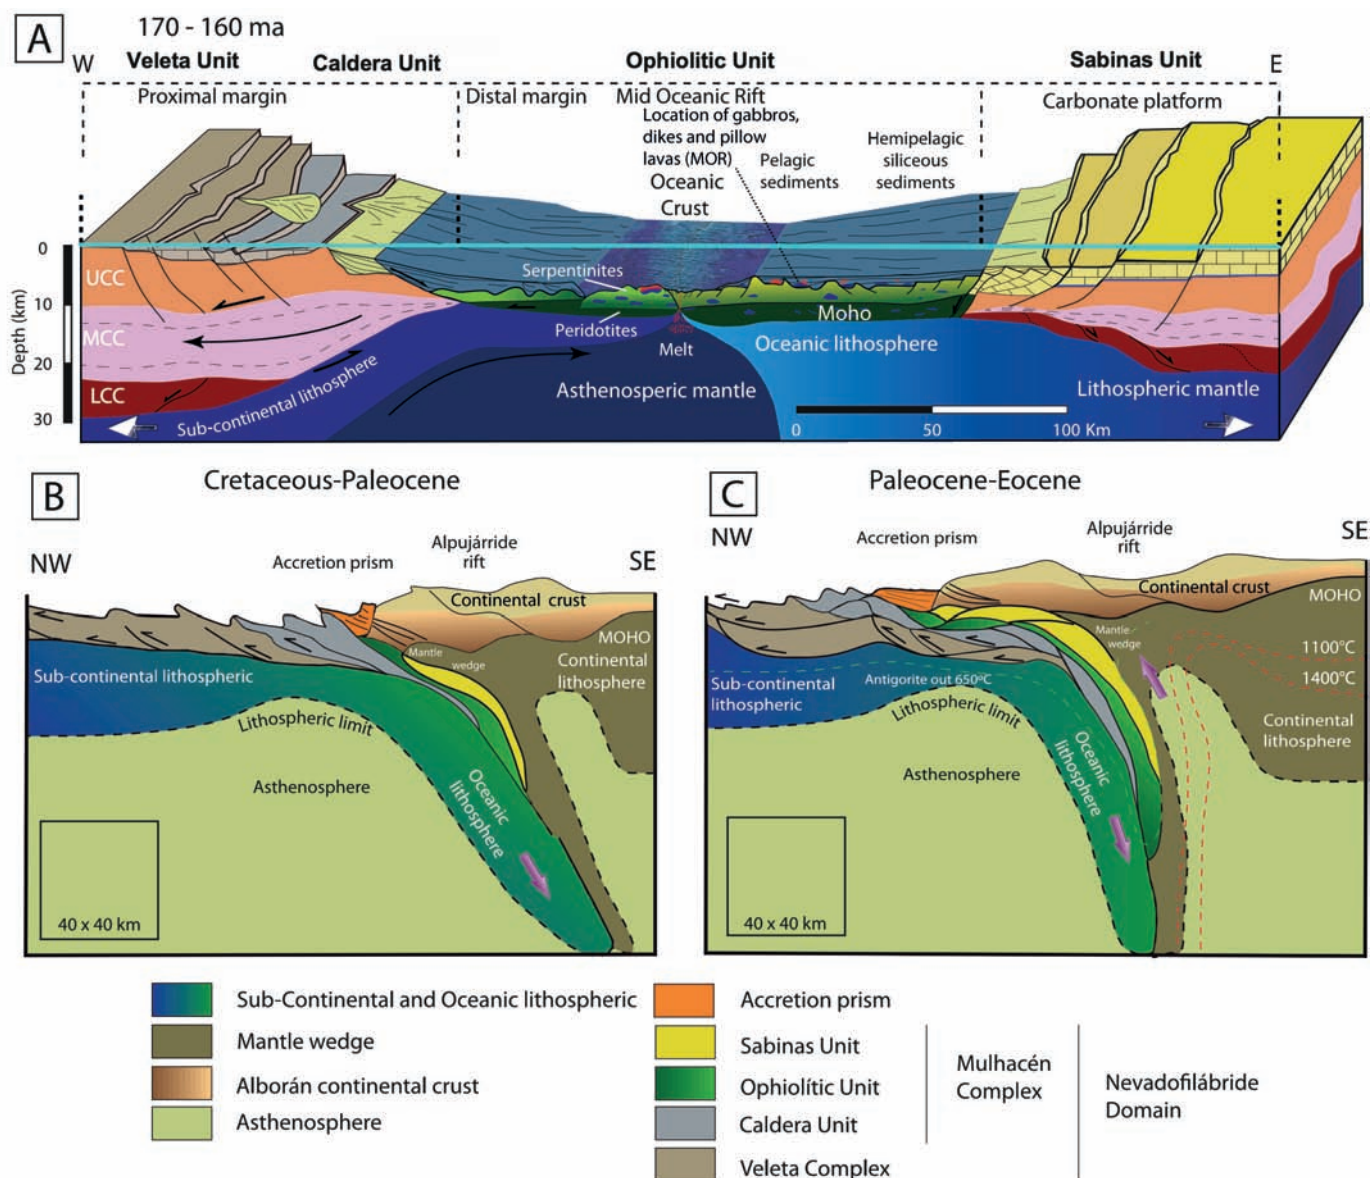 A
170 - 160 ma
W
Veleta Unit
Caldera Unit
Ophiolitic Unit
Sabinas Unit
E
Proximal margin
Distal margin
Mid Oceanic Rift
Carbonate platform
Location of gabbros,
dikes and pillow
lavas (MOR)
Oceanic
Crust
Pelagic
sediments
Hemipelagic
siliceous
sediments
Depth (km)
0
10
20
30
UCC
MCC
LCC
Serpentinites
Peridotites
Melt
Moho
Oceanic lithosphere
Asthenosperic mantle
Sub-continental lithosphere
Lithospheric mantle
0
50
100 Km
B
Cretaceous-Paleocene
NW
SE
Accretion prism
Alpujárride
rift
Continental crust
MOHO
Continental
lithosphere
Mantle
wedge
Sub-continental lithospheric
Lithospheric limit
Asthenosphere
Oceanic
lithosphere
40 x 40 km
C
Paleocene-Eocene
NW
SE
Accretion prism
Alpujárride
rift
Continental crust
MOHO
Mantle
wedge
1100°C
1400°C
Sub-continental
lithospheric
Antigorite out 650ºC
Lithospheric limit
Continental
lithosphere
Asthenosphere
Oceanic
lithosphere
40 x 40 km
Sub-Continental and Oceanic lithospheric
Mantle wedge
Alborán continental crust
Asthenosphere
Accretion prism
Sabinas Unit
Ophiolític Unit
Caldera Unit
Veleta Complex
Mulhacén
Complex
Nevadofilábride
Domain